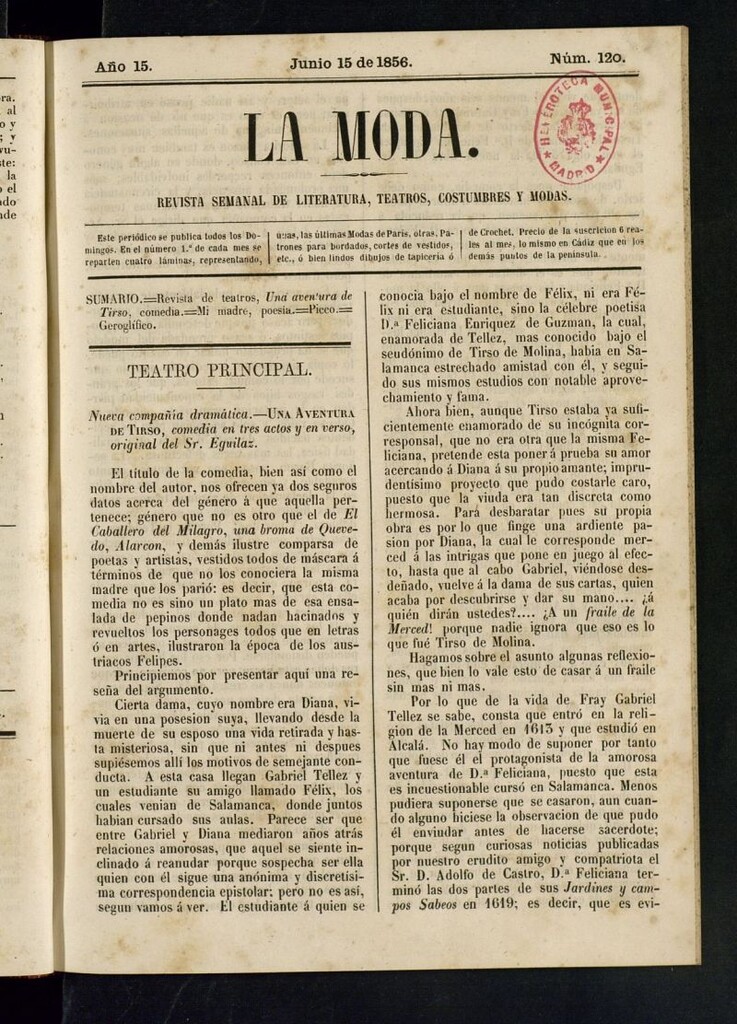 Año 15.
Junio 15 de 1856.
Núm. 120.
HEMEROTECA MUNICIPAL
MADRID
LA MODA.
REVISTA SEMANAL DE LITERATURA, TEATROS, COSTUMBRES Y MODAS.
Este periódico se publica todos los Do-
mingos. En el número 1.º de cada mes se
reparten cuatro láminas, representando,
unas, las últimas Modas de Paris, otras, Pa-
trones para bordados, cortes de vestidos,
etc., ó bien lindos dibujos de tapiceria ó
de Crochet. Precio de la suscricion 6 rea-
les al mes, lo mismo en Cádiz que en los
demás puntos de la peninsula.
SUMARIO.=Revista de teatros, Una aventura de
Tirso, comedia.=Mi madre, poesia.=Picco.=
Geroglífico.
TEATRO PRINCIPAL.
Nueva compañia dramática.—UNA AVENTURA
DE TIRSO, comedia en tres actos y en verso,
original del Sr. Eguilaz.
El título de la comedia, bien así como el
nombre del autor, nos ofrecen ya dos seguros
datos acerca del género á que aquella per-
tenece; género que no es otro que el de El
Caballero del Milagro, una broma de Queve-
do, Alarcon, y demás ilustre comparsa de
poetas y artistas, vestidos todos de máscara á
términos de que no los conociera la misma
madre que los parió: es decir, que esta co-
media no es sino un plato mas de esa ensa-
lada de pepinos donde nadan hacinados y
revueltos los personages todos que en letras
ó en artes, ilustraron la época de los aus-
triacos Felipes.
Principiemos por presentar aquí una re-
seña del argumento.
Cierta dama, cuyo nombre era Diana, vi-
via en una posesion suya, llevando desde la
muerte de su esposo una vida retirada y has-
ta misteriosa, sin que ni antes ni despues
supiésemos allí los motivos de semejante con-
ducta. A esta casa llegan Gabriel Tellez y
un estudiante su amigo llamado Félix, los
cuales venian de Salamanca, donde juntos
habian cursado sus aulas. Parece ser que
entre Gabriel y Diana mediaron años atrás
relaciones amorosas, que aquel se siente in-
clinado á reanudar porque sospecha ser ella
quien con él sigue una anónima y discretísi-
ma correspondencia epistolar; pero no es así,
segun vamos á ver. El estudiante á quien se
conocia bajo el nombre de Félix, ni era Fé-
lix ni era estudiante, sino la célebre poetisa
D.ª Feliciana Enriquez de Guzman, la cual,
enamorada de Tellez, mas conocido bajo el
seudónimo de Tirso de Molina, habia en Sa-
lamanca estrechado amistad con él, y segui-
do sus mismos estudios con notable aprove-
chamiento y fama.
Ahora bien, aunque Tirso estaba ya sufi-
cientemente enamorado de su incógnita cor-
responsal, que no era otra que la misma Fe-
liciana, pretende esta poner á prueba su amor
acercando á Diana á su propio amante; impru-
dentísimo proyecto que pudo costarle caro,
puesto que la viuda era tan discreta como
hermosa. Pará desbaratar pues su propia
obra es por lo que finge una ardiente pa-
sion por Diana, la cual le corresponde mer-
ced á las intrigas que pone en juego al efec-
to, hasta que al cabo Gabriel, viéndose des-
deñado, vuelve á la dama de sus cartas, quien
acaba por descubrirse y dar su mano.... ¿á
quién dirán ustedes?.... ¡A un fraile de la
Merced! porque nadie ignora que eso es lo
que fué Tirso de Molina.
Hagamos sobre el asunto algunas reflexio-
nes, que bien lo vale esto de casár á un fraile
sin mas ni mas.
Por lo que de la vida de Fray Gabriel
Tellez se sabe, consta que entró en la reli-
gion de la Merced en 1613 y que estudió en
Alcalá. No hay modo de suponer por tanto
que fuese él el protagonista de la amorosa
aventura de D.ª Feliciana, puesto que esta
es incuestionable cursó en Salamanca. Menos
pudiera suponerse que se casaron, aun cuan-
do alguno hiciese la observacion de que pudo
él enviudar antes de hacerse sacerdote;
porque segun curiosas noticias publicadas
por nuestro erudito amigo y compatriota el
Sr. D. Adolfo de Castro, D.ª Feliciana ter-
minó las dos partes de sus Jardines y cam-
pos Sabeos en 1619; es decir, que es evi-